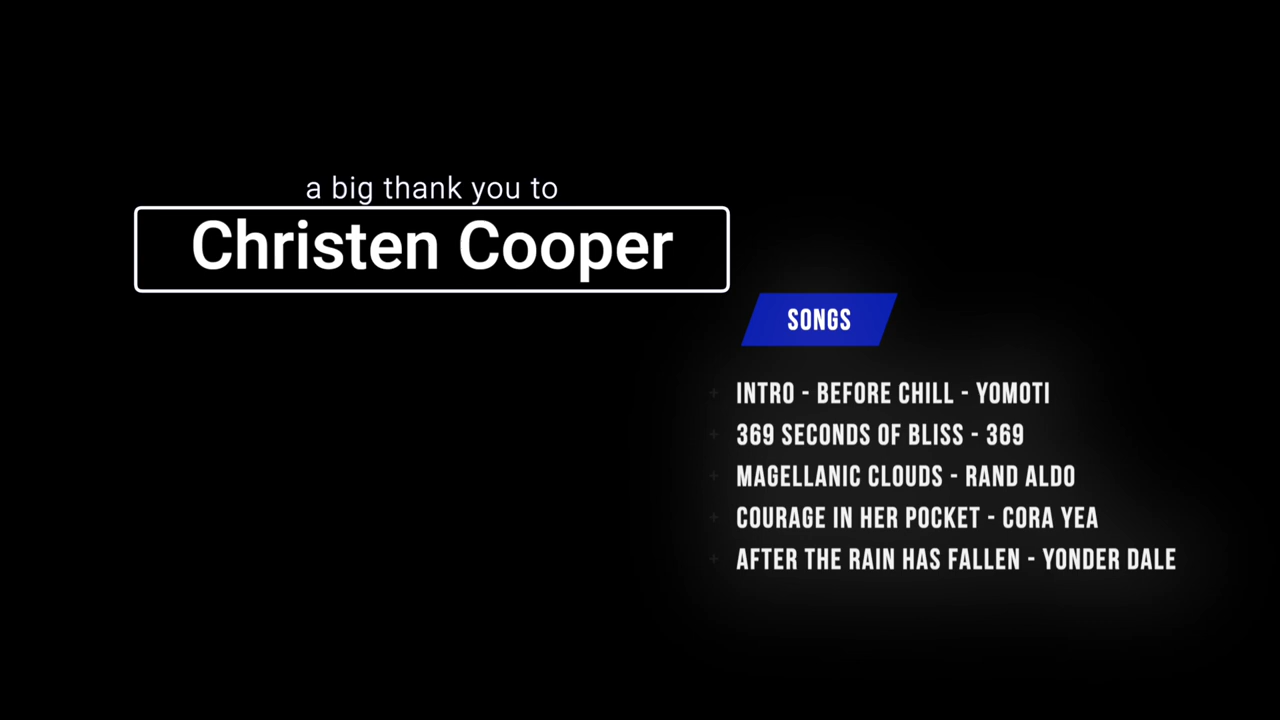 a big thank you to
Christen Cooper
SONGS
INTRO - BEFORE CHILL - YOMOTI
369 SECONDS OF BLISS - 369
MAGELLANIC CLOUDS - RAND ALDO
COURAGE IN HER POCKET - CORA YEA
AFTER THE RAIN HAS FALLEN - YONDER DALE